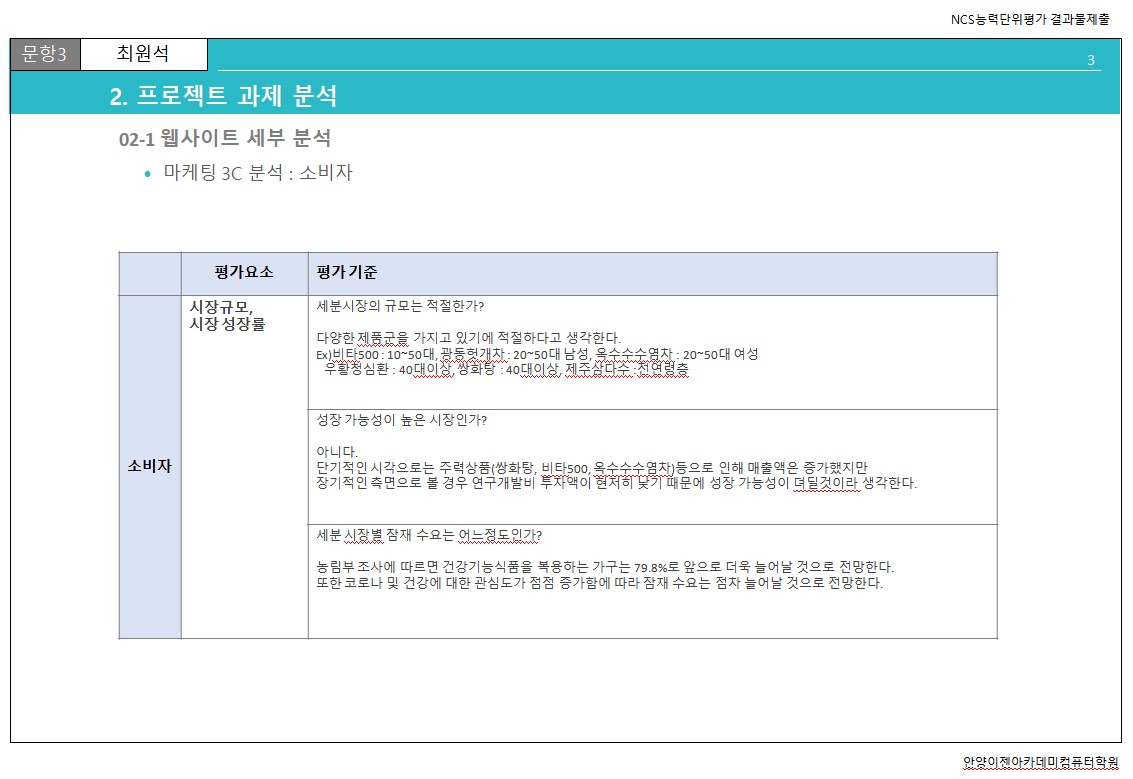 NCS능력단위평가 결과물제출
문항3
최원석
3
2. 프로젝트 과제 분석
02-1 웹사이트 세부 분석
• 마케팅 3C 분석 : 소비자
평가요소
평가 기준
소비자
시장규모,
시장 성장률
세분시장의 규모는 적절한가?
다양한 제품군을 가지고 있기에 적절하다고 생각한다.
Ex)비타500 : 10~50대, 광동헛개차 : 20~50대 남성, 옥수수수염차 : 20~50대 여성
우황청심환 : 40대이상, 쌍화탕 : 40대이상, 제주삼다수 :전연령층
성장 가능성이 높은 시장인가?
아니다.
단기적인 시각으로는 주력상품(쌍화탕, 비타500, 옥수수수염차)등으로 인해 매출액은 증가했지만
장기적인 측면으로 볼 경우 연구개발비 투자액이 현저히 낮기 때문에 성장 가능성이 뎌딜것이라 생각한다.
세분 시장별 잠재 수요는 어느정도인가?
농림부 조사에 따르면 건강기능식품을 복용하는 가구는 79.8%로 앞으로 더욱 늘어날 것으로 전망한다.
또한 코로나 및 건강에 대한 관심도가 점점 증가함에 따라 잠재 수요는 점차 늘어날 것으로 전망한다.
안양이젠아카데미컴퓨터학원